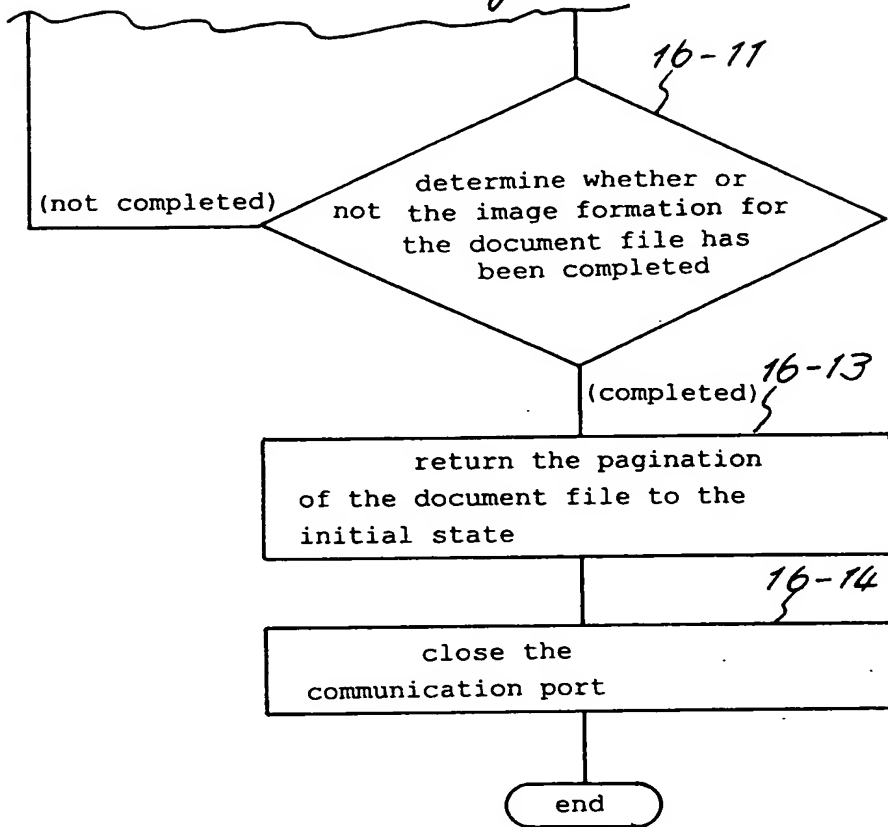 16-11
(not completed)
determine whether or
not the image formation for
the document file has
been completed
(completed)
16-13
return the pagination
of the document file to the
initial state
16-14
close the
communication port
end